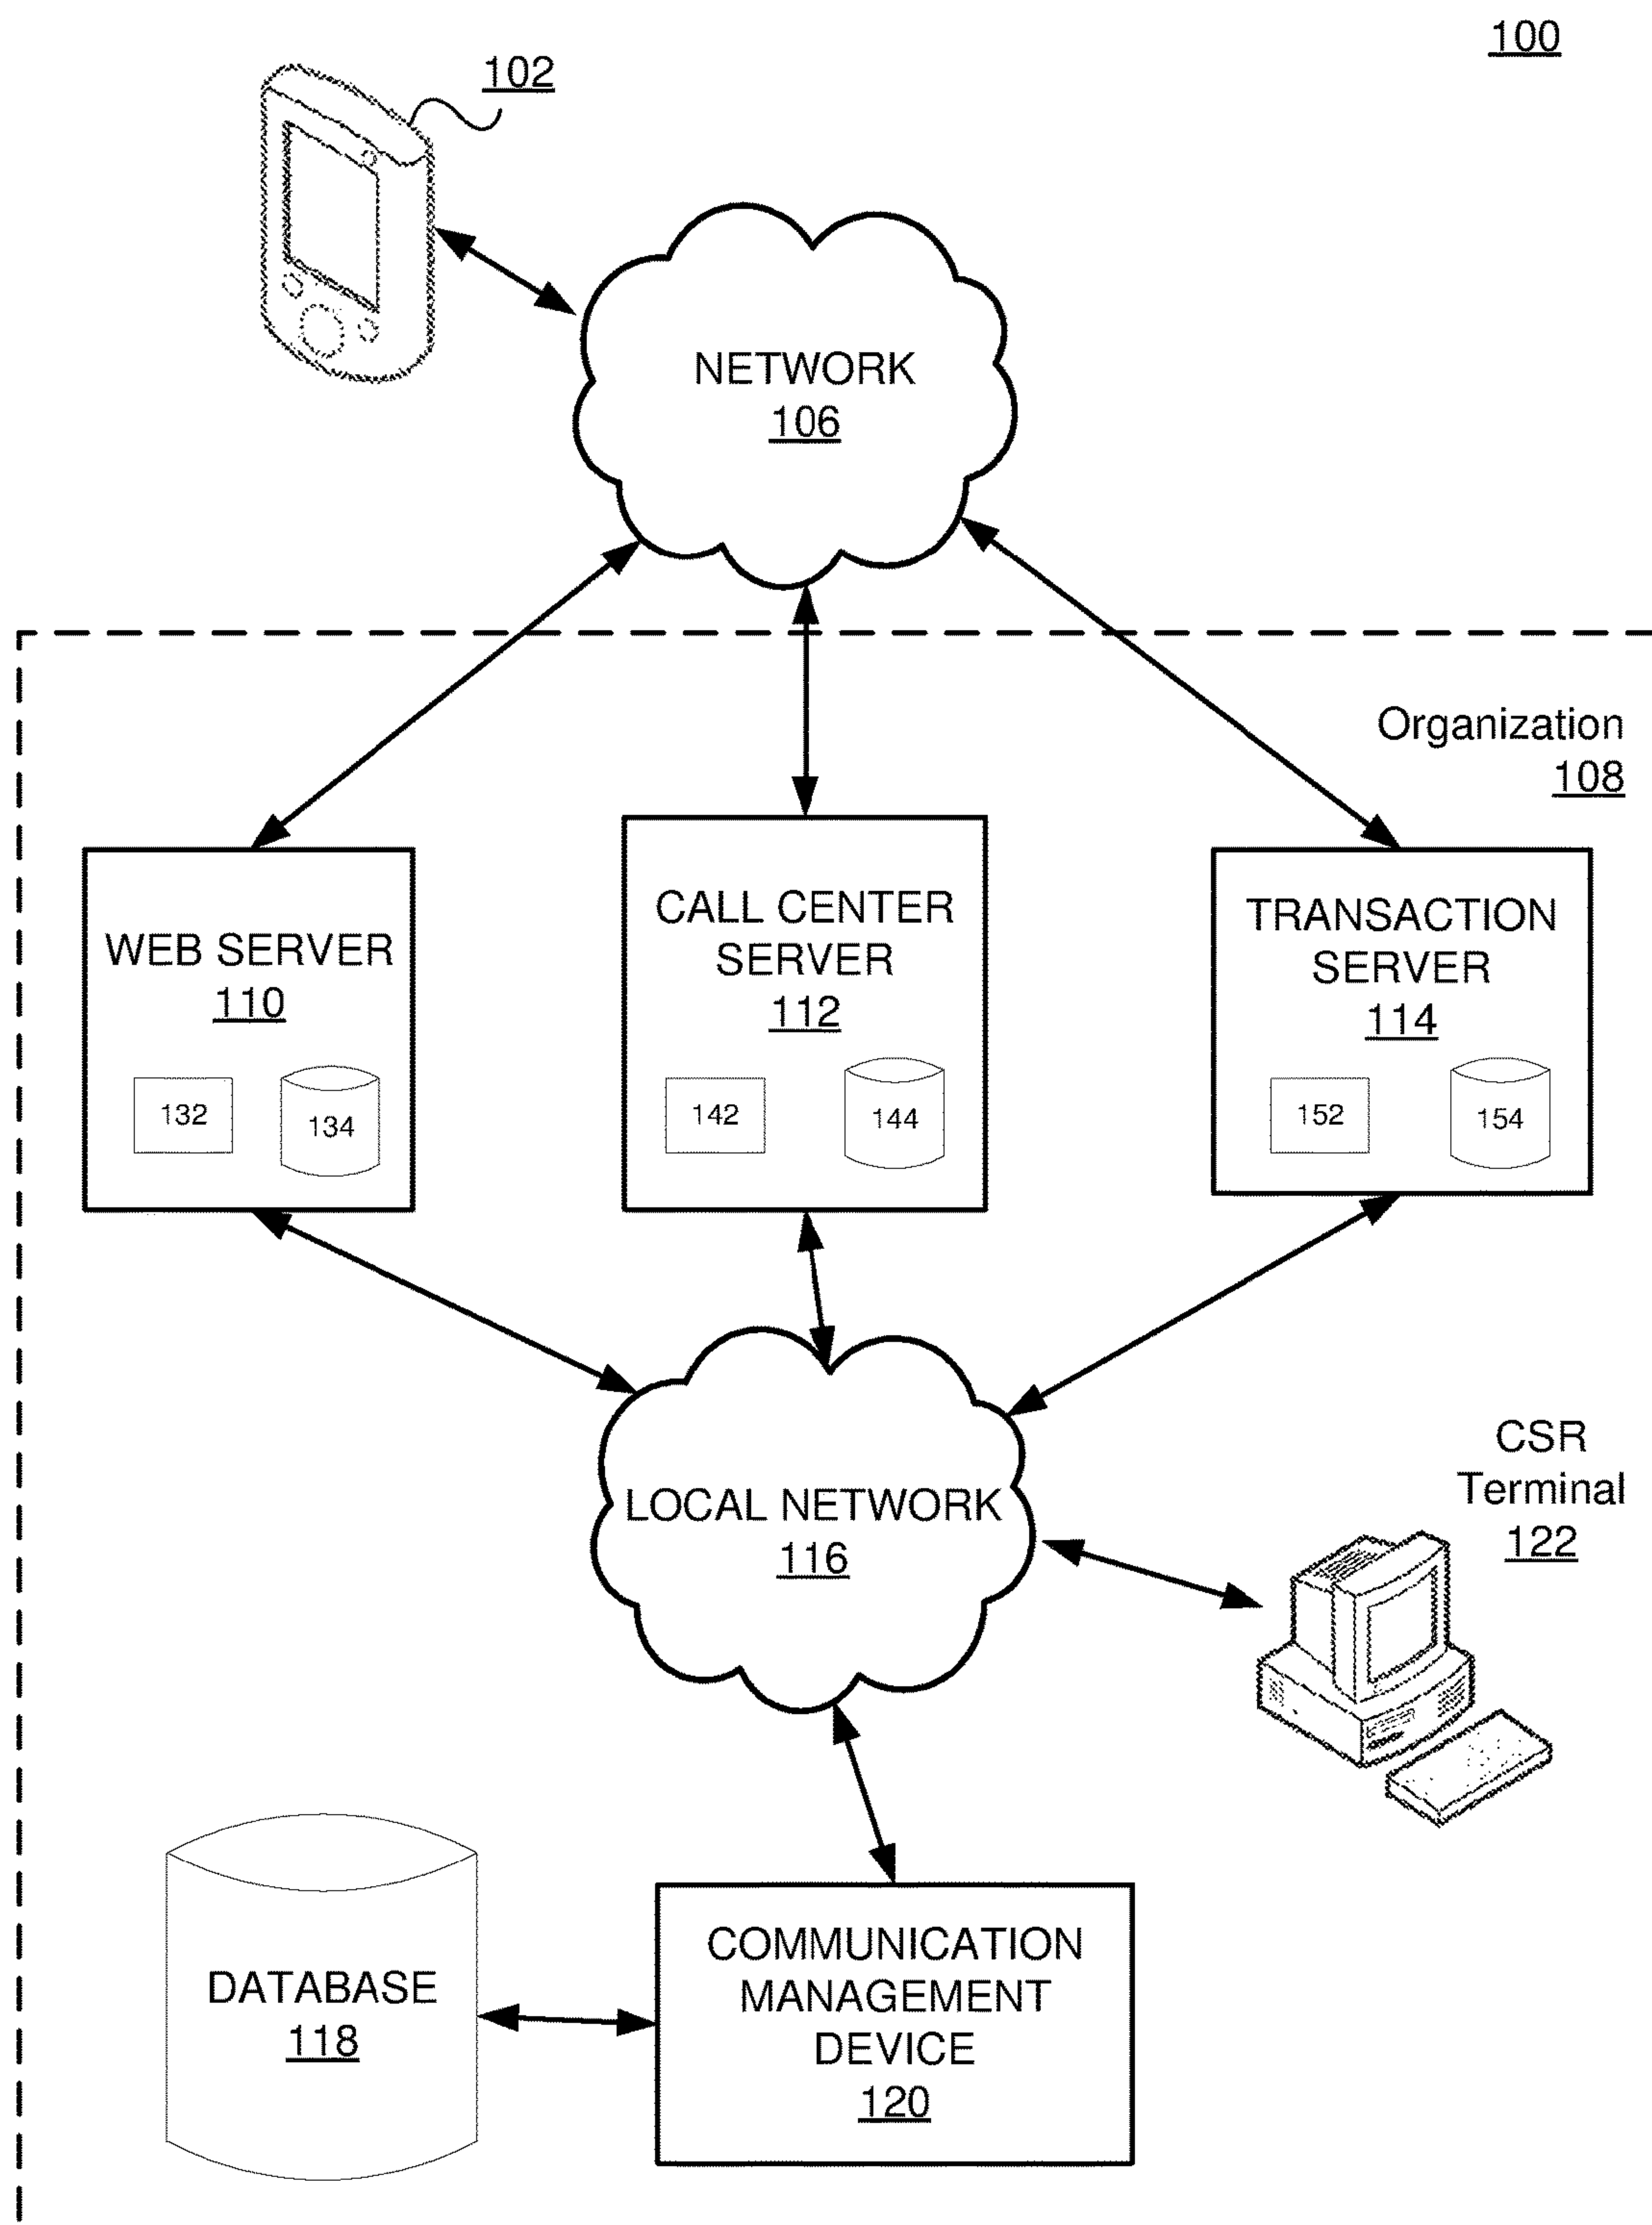 100
102
NETWORK
106
Organization
108
WEB SERVER
110
132
134
CALL CENTER
SERVER
112
142
144
TRANSACTION
SERVER
114
152
154
LOCAL NETWORK
116
CSR
Terminal
122
DATABASE
118
COMMUNICATION
MANAGEMENT
DEVICE
120